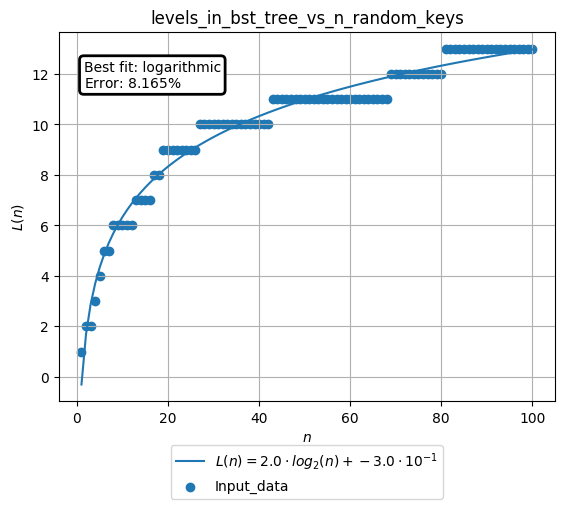 levels_in_bst_tree_vs_n_random_keys
Best fit: logarithmic
Error: 8.165%
12
10
8
6
4
2
0
L(n)
0 20 40 60 80 100
n
L(n) = 2.0 · log₂(n) + −3.0 · 10⁻¹
Input_data